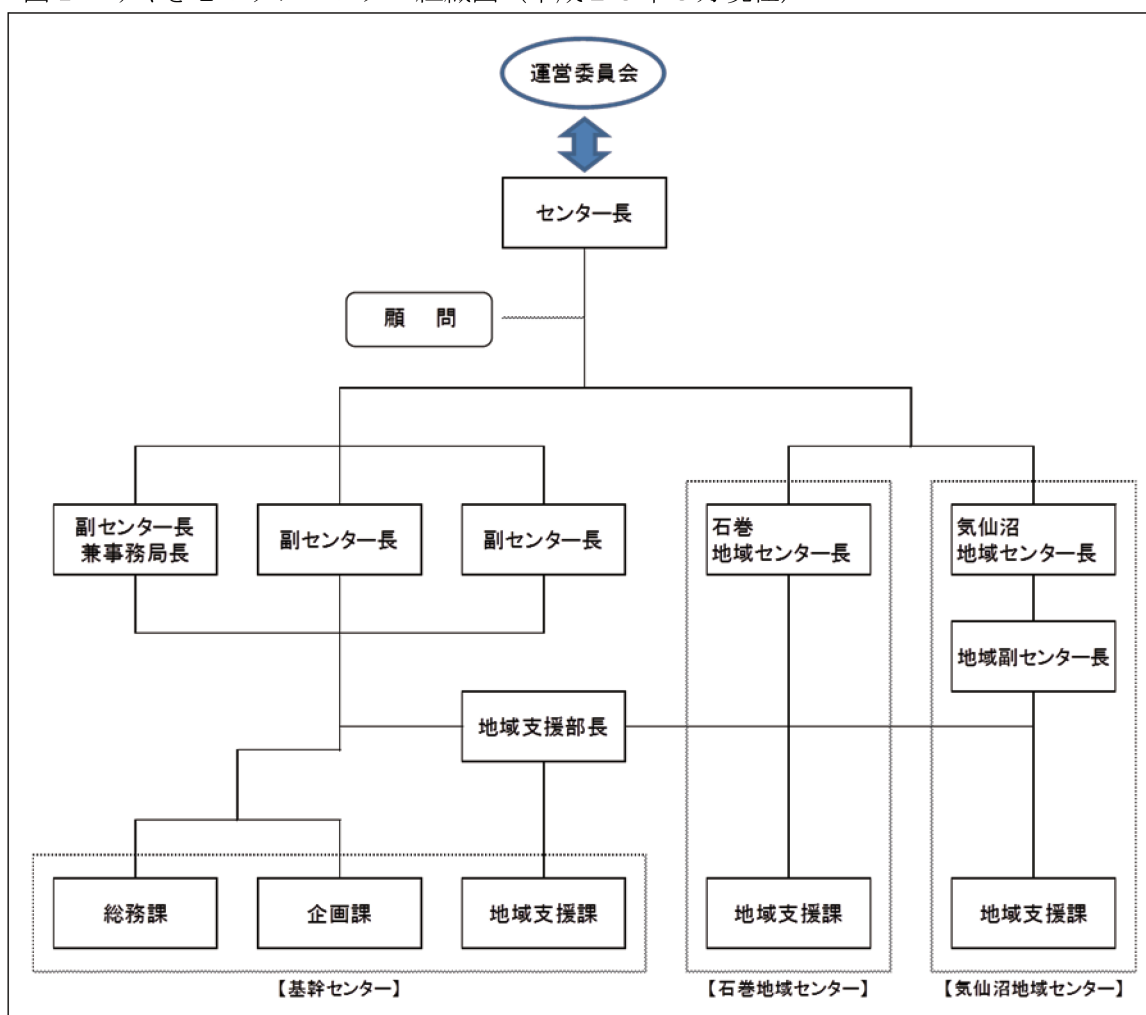 運営委員会
センター長
顧　問
副センター長
兼事務局長
副センター長
副センター長
石巻
地域センター長
気仙沼
地域センター長
地域副センター長
地域支援部長
総務課
企画課
地域支援課
地域支援課
地域支援課
【基幹センター】
【石巻地域センター】
【気仙沼地域センター】